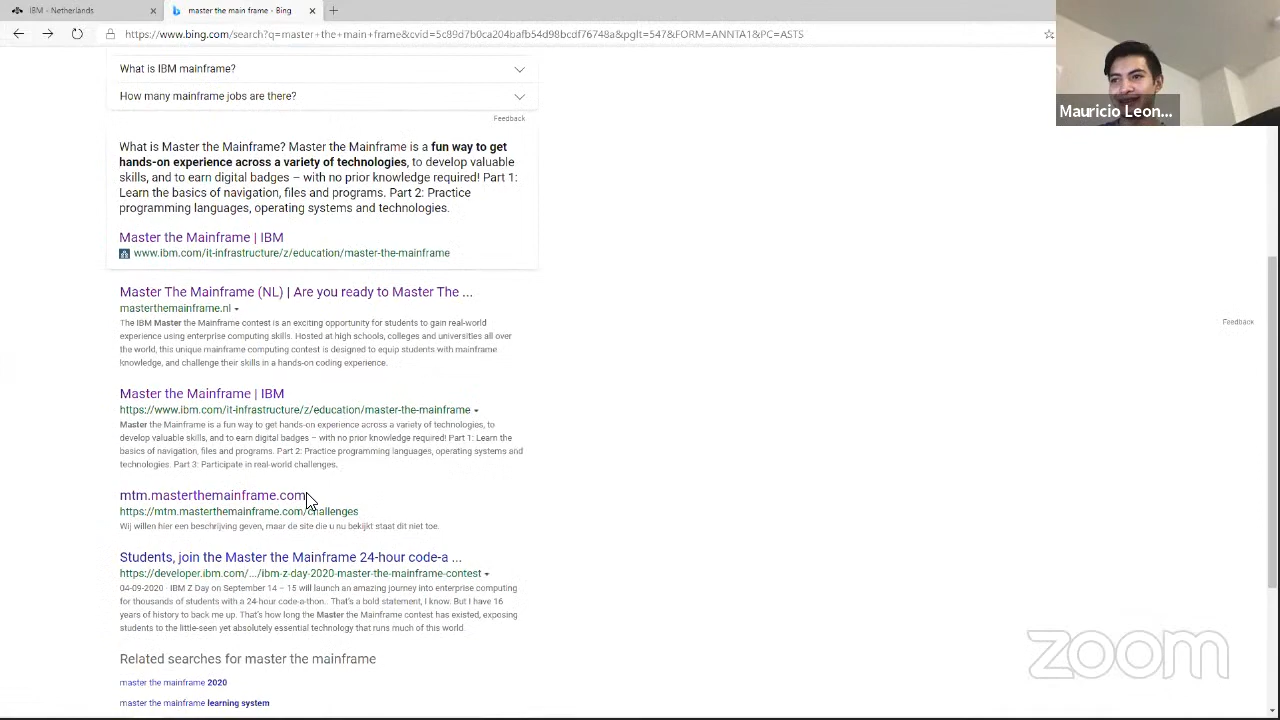 IBM - Netherlands
master the main frame - Bing
https://www.bing.com/search?q=master+the+main+frame&cvid=5c89d7b0ca204bafb54d98bcdf76748a&pglt=547&FORM=ANNTA1&PC=ASTS
Mauricio Leon...
What is IBM mainframe?
How many mainframe jobs are there?
Feedback
What is Master the Mainframe? Master the Mainframe is a fun way to get
hands-on experience across a variety of technologies, to develop valuable
skills, and to earn digital badges – with no prior knowledge required! Part 1:
Learn the basics of navigation, files and programs. Part 2: Practice
programming languages, operating systems and technologies.
Master the Mainframe | IBM
www.ibm.com/it-infrastructure/z/education/master-the-mainframe
Master The Mainframe (NL) | Are you ready to Master The ...
masterthemainframe.nl
The IBM Master the Mainframe contest is an exciting opportunity for students to gain real-world
experience using enterprise computing skills. Hosted at high schools, colleges and universities all over
the world, this unique mainframe computing contest is designed to equip students with mainframe
knowledge, and challenge their skills in a hands-on coding experience.
Feedback
Master the Mainframe | IBM
https://www.ibm.com/it-infrastructure/z/education/master-the-mainframe
Master the Mainframe is a fun way to get hands-on experience across a variety of technologies, to
develop valuable skills, and to earn digital badges – with no prior knowledge required! Part 1: Learn the
basics of navigation, files and programs. Part 2: Practice programming languages, operating systems and
technologies. Part 3: Participate in real-world challenges.
mtm.masterthemainframe.com
https://mtm.masterthemainframe.com/challenges
Wij willen hier een beschrijving geven, maar de site die u nu bekijkt staat dit niet toe.
Students, join the Master the Mainframe 24-hour code-a ...
https://developer.ibm.com/.../ibm-z-day-2020-master-the-mainframe-contest
04-09-2020 · IBM Z Day on September 14 – 15 will launch an amazing journey into enterprise computing
for thousands of students with a 24-hour code-a-thon.. That's a bold statement, I know. But I have 16
years of history to back me up. That's how long the Master the Mainframe contest has existed, exposing
students to the little-seen yet absolutely essential technology that runs much of this world.
Related searches for master the mainframe
master the mainframe 2020
master the mainframe learning system
zoom